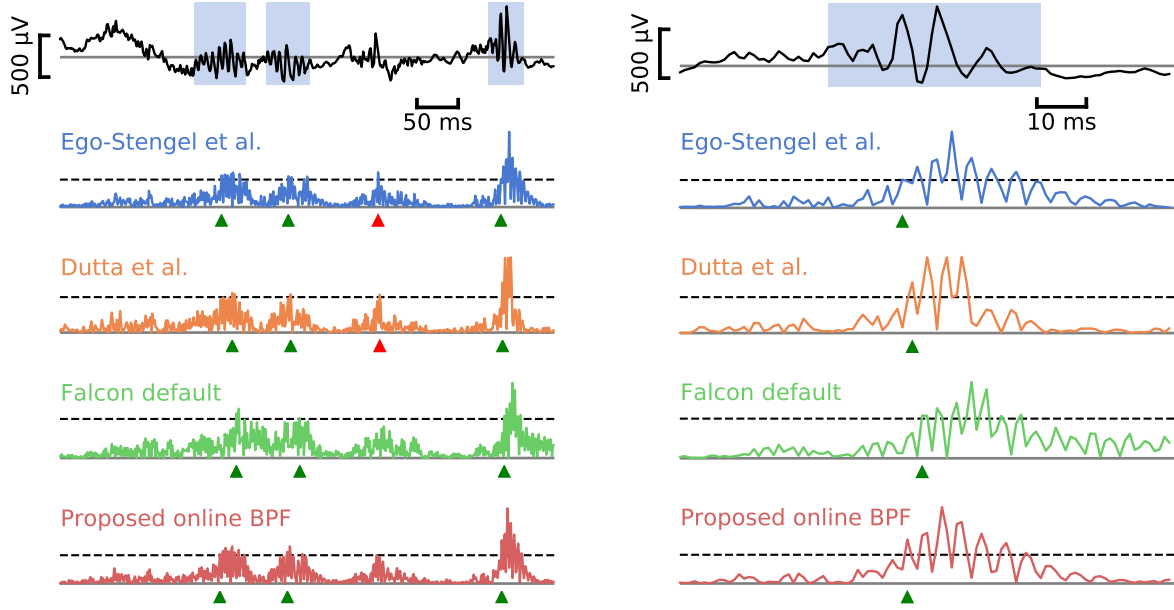 500 µV
50 ms
500 µV
10 ms
Ego-Stengel et al.
Ego-Stengel et al.
Dutta et al.
Dutta et al.
Falcon default
Falcon default
Proposed online BPF
Proposed online BPF